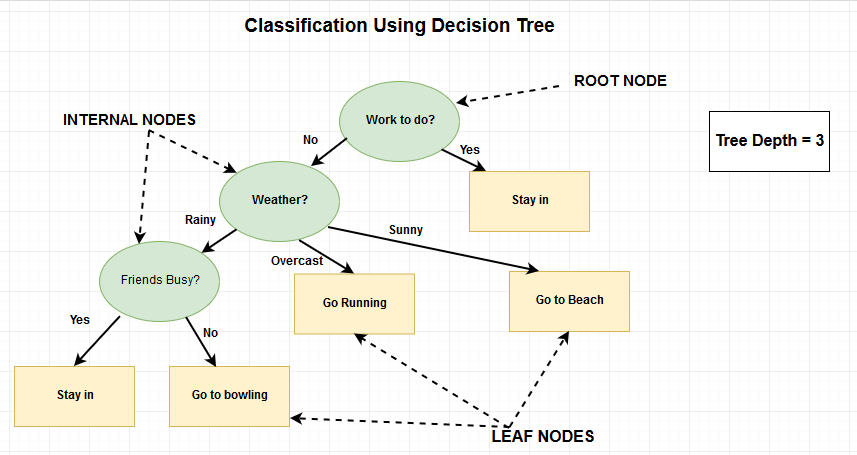 Classification Using Decision Tree
ROOT NODE
INTERNAL NODES
Work to do?
Tree Depth = 3
No
Yes
Weather?
Stay in
Rainy
Sunny
Overcast
Friends Busy?
Go Running
Go to Beach
Yes
No
Stay in
Go to bowling
LEAF NODES